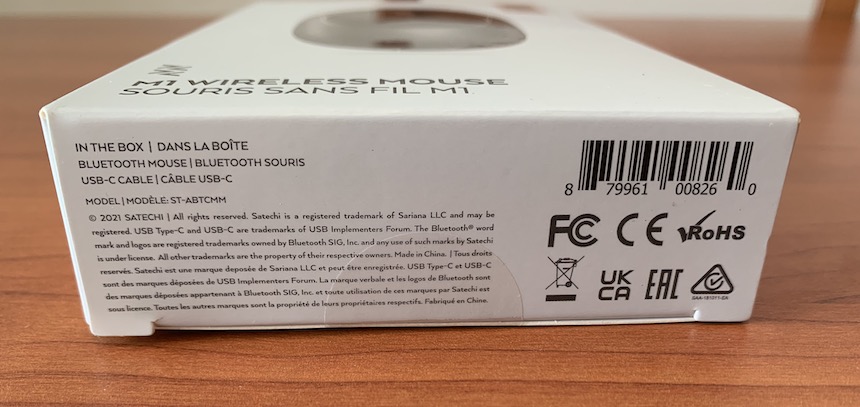 M1 WIRELESS MOUSE
SOURIS SANS FIL M1
IN THE BOX | DANS LA BOÎTE
BLUETOOTH MOUSE | BLUETOOTH SOURIS
USB-C CABLE | CÂBLE USB-C
MODEL | MODÈLE: ST-ABTCMM
© 2021 SATECHI | All rights reserved. Satechi is a registered trademark of Sariana LLC and may be
registered. USB Type-C and USB-C are trademarks of USB Implementers Forum. The Bluetooth® word
mark and logos are registered trademarks owned by Bluetooth SIG, Inc. and any use of such marks by Satechi
is under license. All other trademarks are the property of their respective owners. Made in China. | Tous droits
reservés. Satechi est une marque deposée de Sariana LLC et peut être enregistrée. USB Type-C et USB-C
sont des marques déposées de USB Implementers Forum. La marque verbale et les logos de Bluetooth sont
des marques déposées appartenant à Bluetooth SIG, Inc. et toute utilisation de ces marques par Satechi est
sous licence. Toutes les autres marques sont la propriété de leurs propriétaires respectifs. Fabriqué en Chine.
8 79961 00826 0
FC CE RoHS
UK
CA EAC
SAA-181011-EA